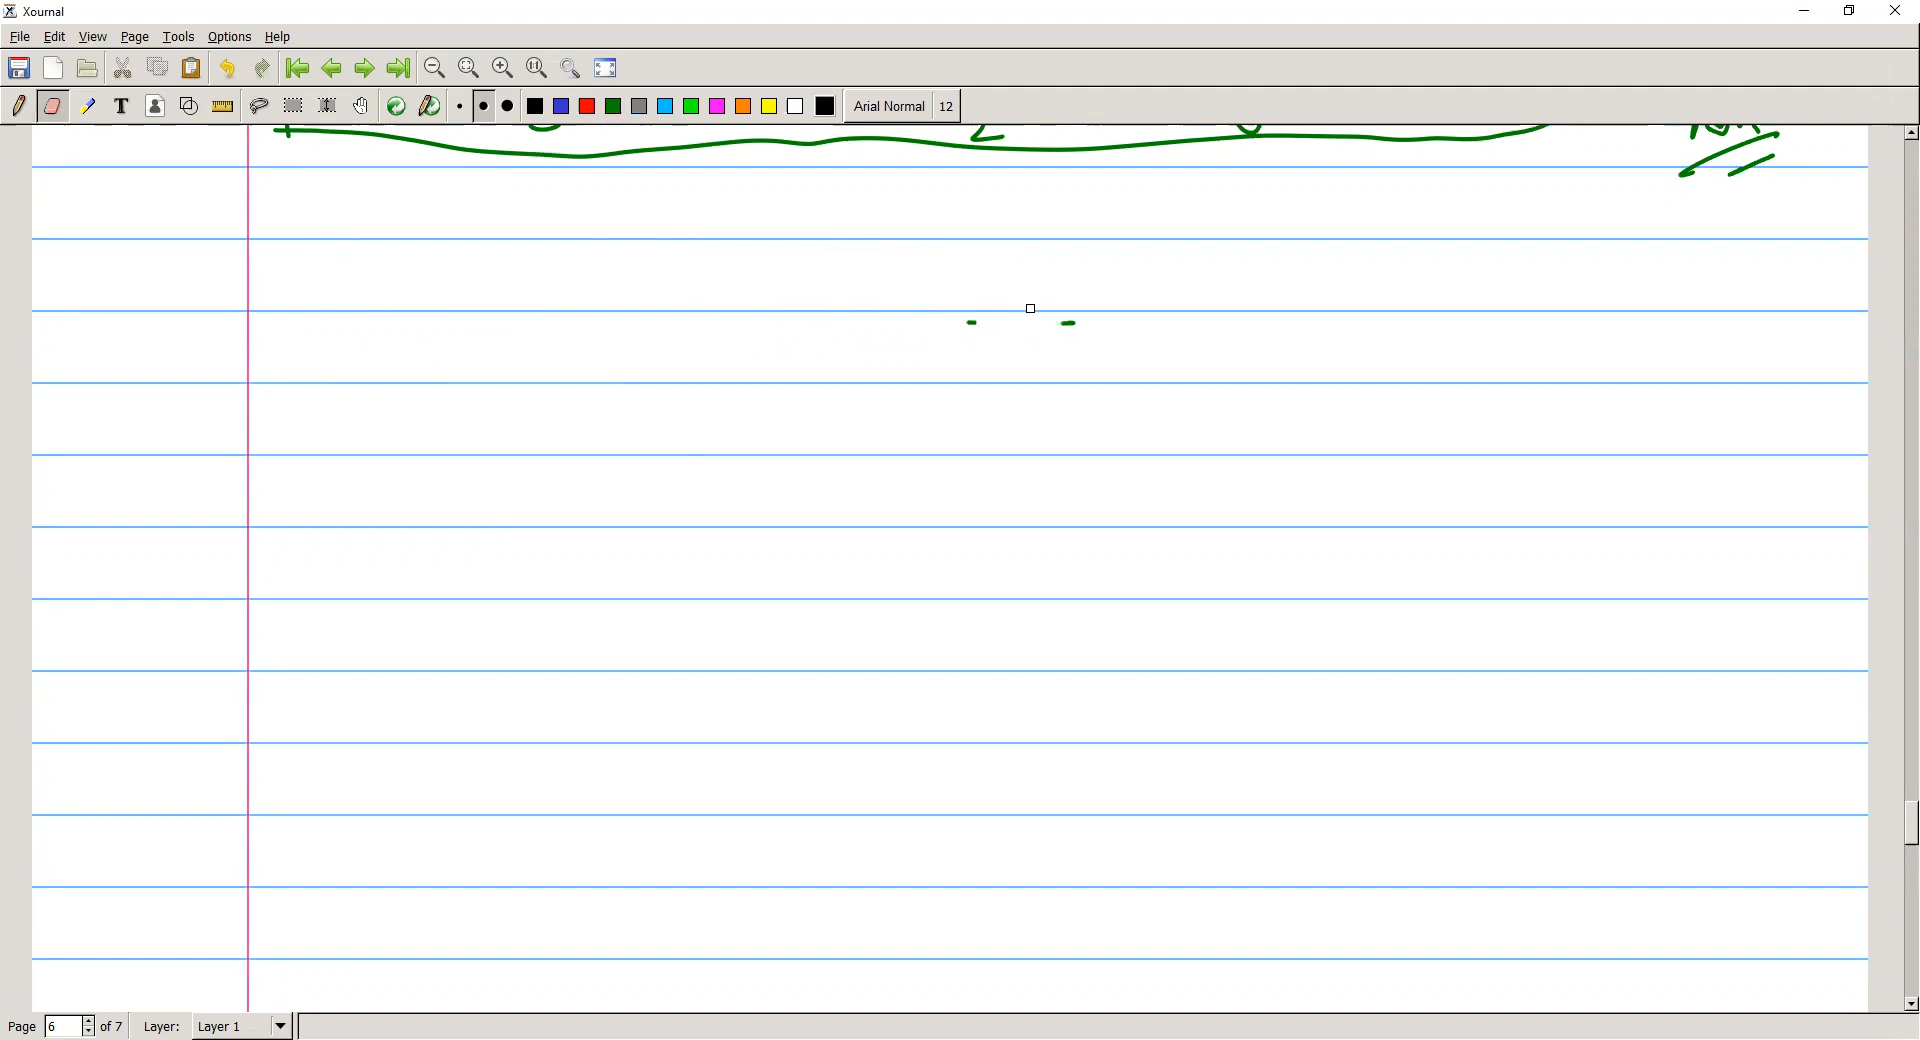 Xournal
File Edit View Page Tools Options Help
T Arial Normal 12
Page 6 of 7 Layer: Layer 1